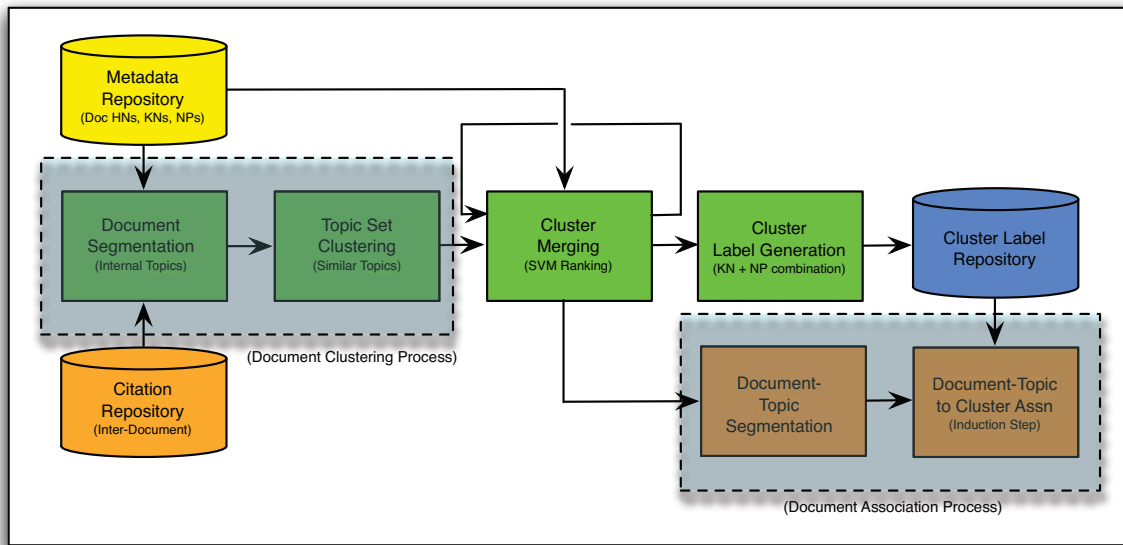 Metadata
Repository
(Doc HNs, KNs, NPs)
Document
Segmentation
(Internal Topics)
Topic Set
Clustering
(Similar Topics)
Cluster
Merging
(SVM Ranking)
Cluster
Label Generation
(KN + NP combination)
Cluster Label
Repository
(Document Clustering Process)
Citation
Repository
(Inter-Document)
Document-
Topic
Segmentation
Document-Topic
to Cluster Assn
(Induction Step)
(Document Association Process)